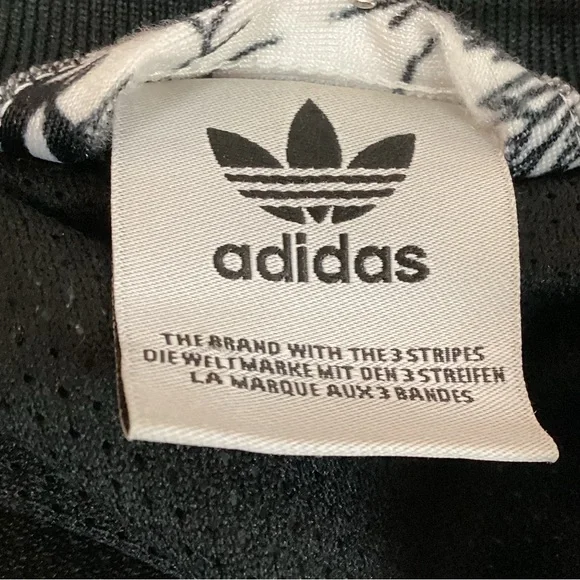 adidas
THE BRAND WITH THE 3 STRIPES
DIE WELTMARKE MIT DEN 3 STREIFEN
LA MARQUE AUX 3 BANDES